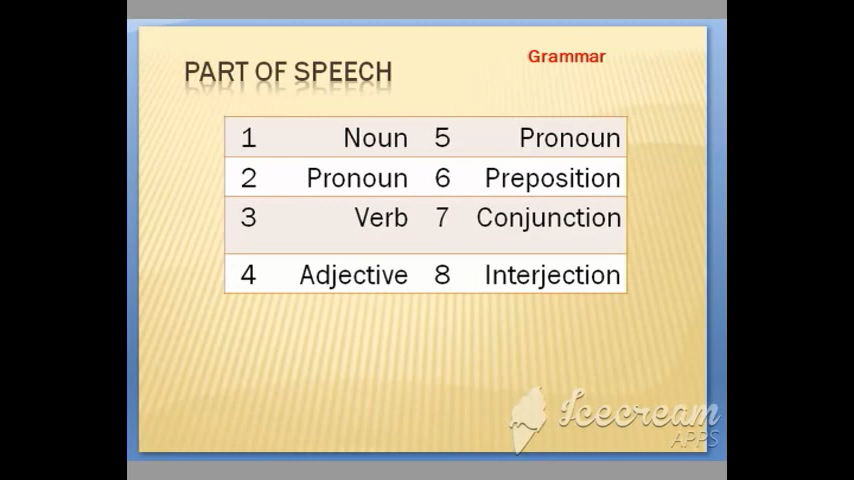 Grammar
PART OF SPEECH
1 Noun 5 Pronoun
2 Pronoun 6 Preposition
3 Verb 7 Conjunction
4 Adjective 8 Interjection
Icecream
APPS